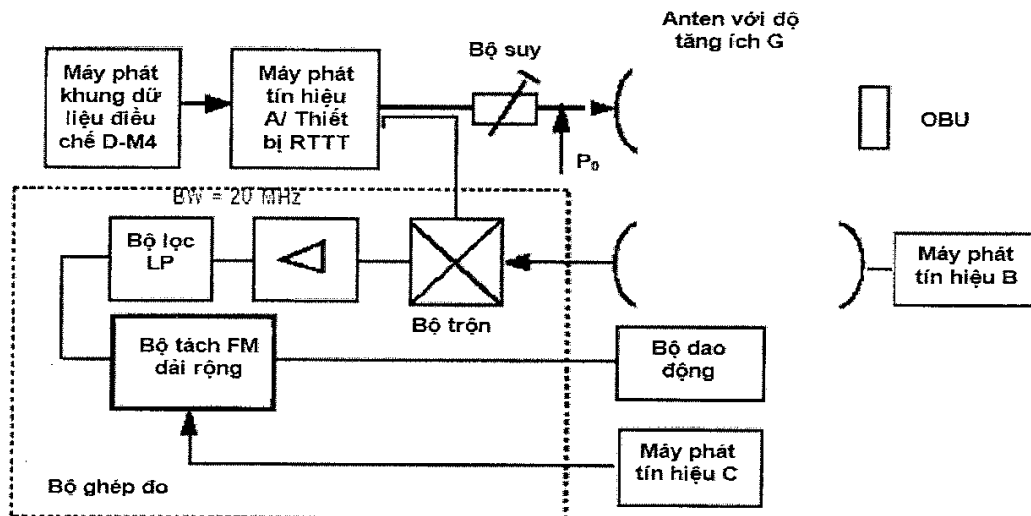 Anten với độ
tăng ích G
Bộ suy
Máy phát
khung dữ
liệu điều
chế D-M4
Máy phát
tín hiệu
A/ Thiết
bị RTTT
OBU
P₀
BW = 20 MHz
Bộ lọc
LP
Bộ trộn
Máy phát
tín hiệu B
Bộ tách FM
dải rộng
Bộ dao
động
Máy phát
tín hiệu C
Bộ ghép đo